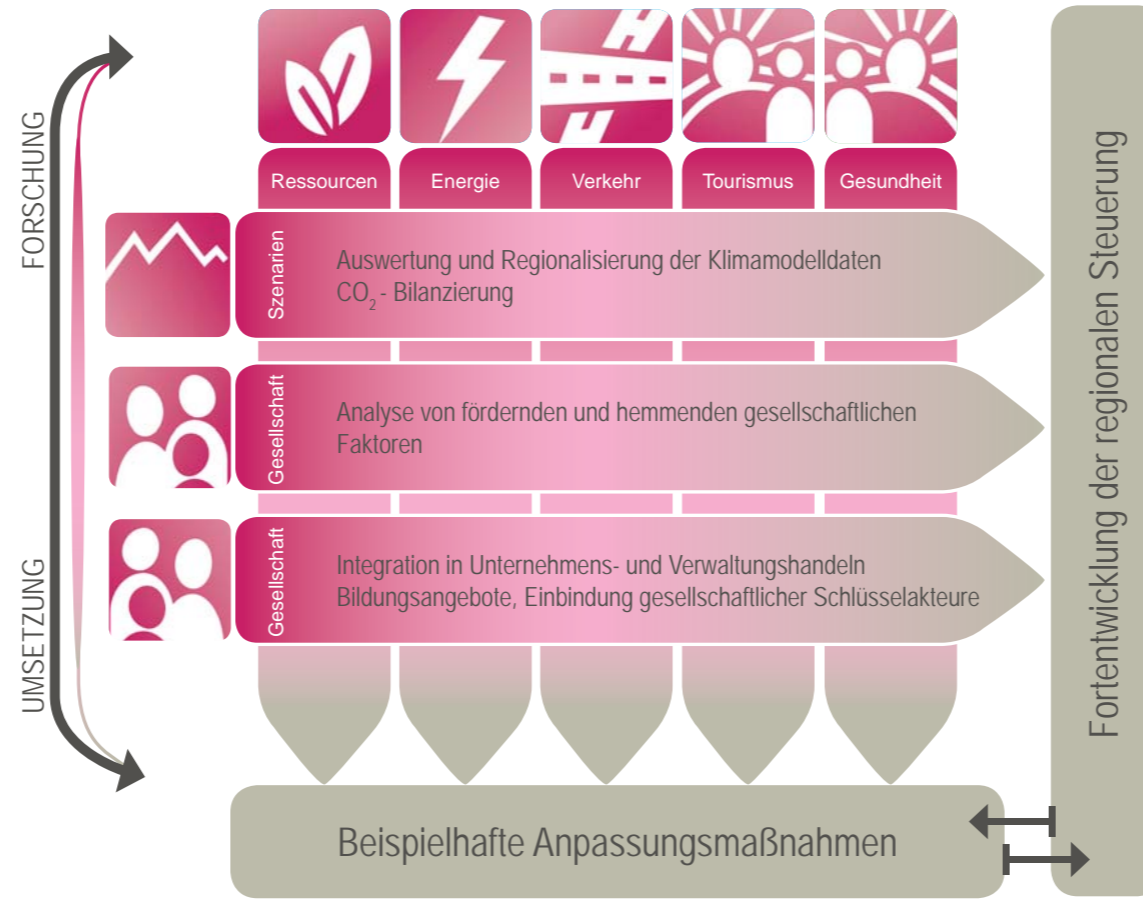 FORSCHUNG
UMSETZUNG
Ressourcen
Energie
Verkehr
Tourismus
Gesundheit
Szenarien
Auswertung und Regionalisierung der Klimamodelldaten
CO₂ - Bilanzierung
Gesellschaft
Analyse von fördernden und hemmenden gesellschaftlichen
Faktoren
Gesellschaft
Integration in Unternehmens- und Verwaltungshandeln
Bildungsangebote, Einbindung gesellschaftlicher Schlüsselakteure
Beispielhafte Anpassungsmaßnahmen
Fortentwicklung der regionalen Steuerung